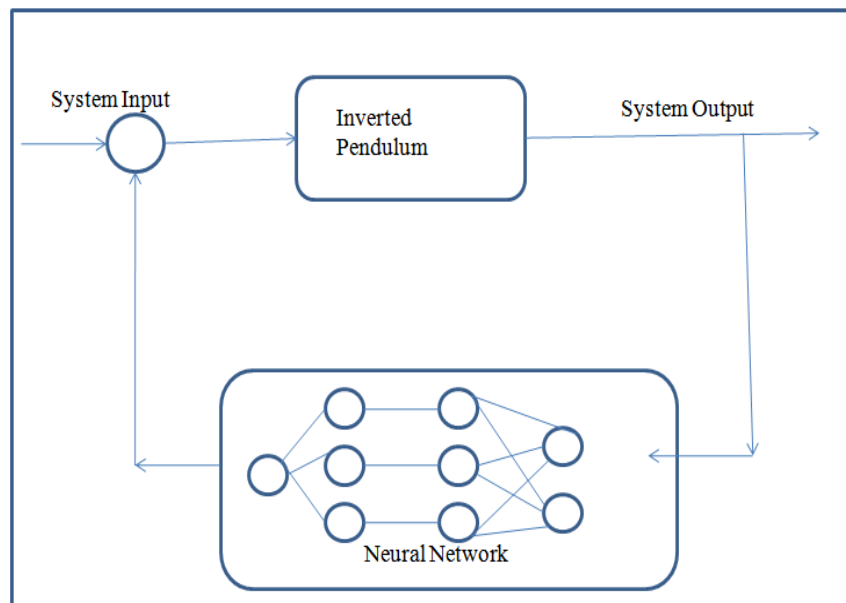 System Input
Inverted
Pendulum
System Output
Neural Network